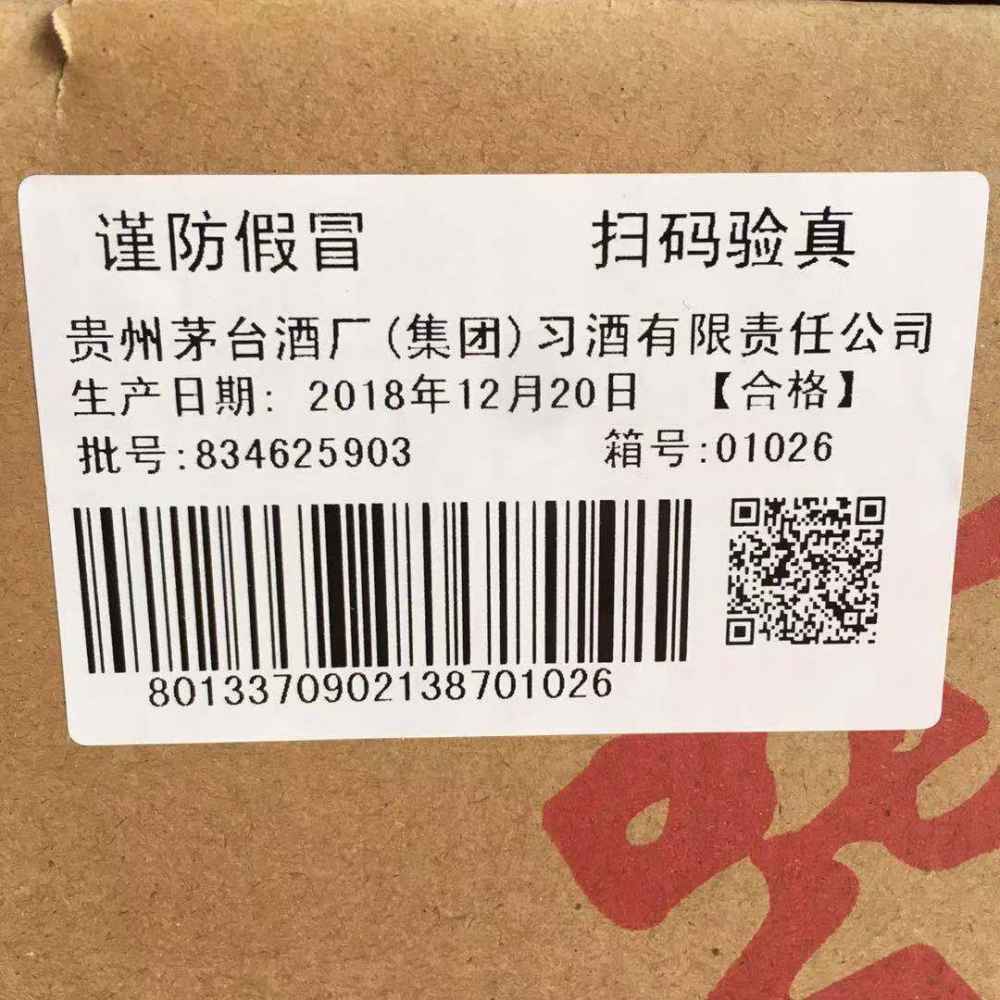 谨防假冒 扫码验真
贵州茅台酒厂(集团)习酒有限责任公司
生产日期: 2018年12月20日 【合格】
批号:834625903 箱号:01026
8013370902138701026